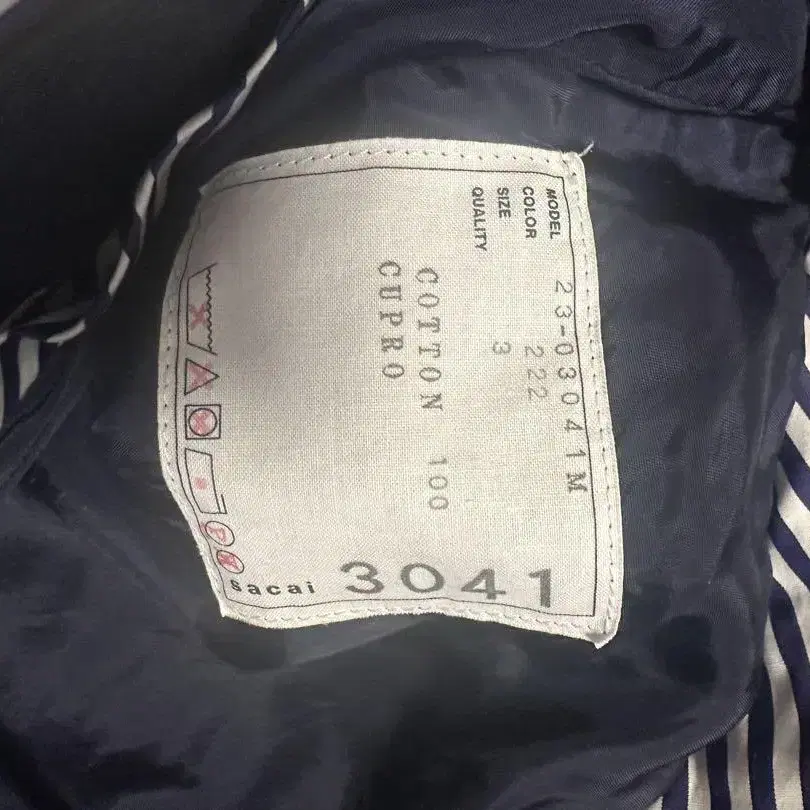 MODEL 23-03041M
COLOR 222
SIZE 3
QUALITY
COTTON 100
CUPRO
P
sacai 3041